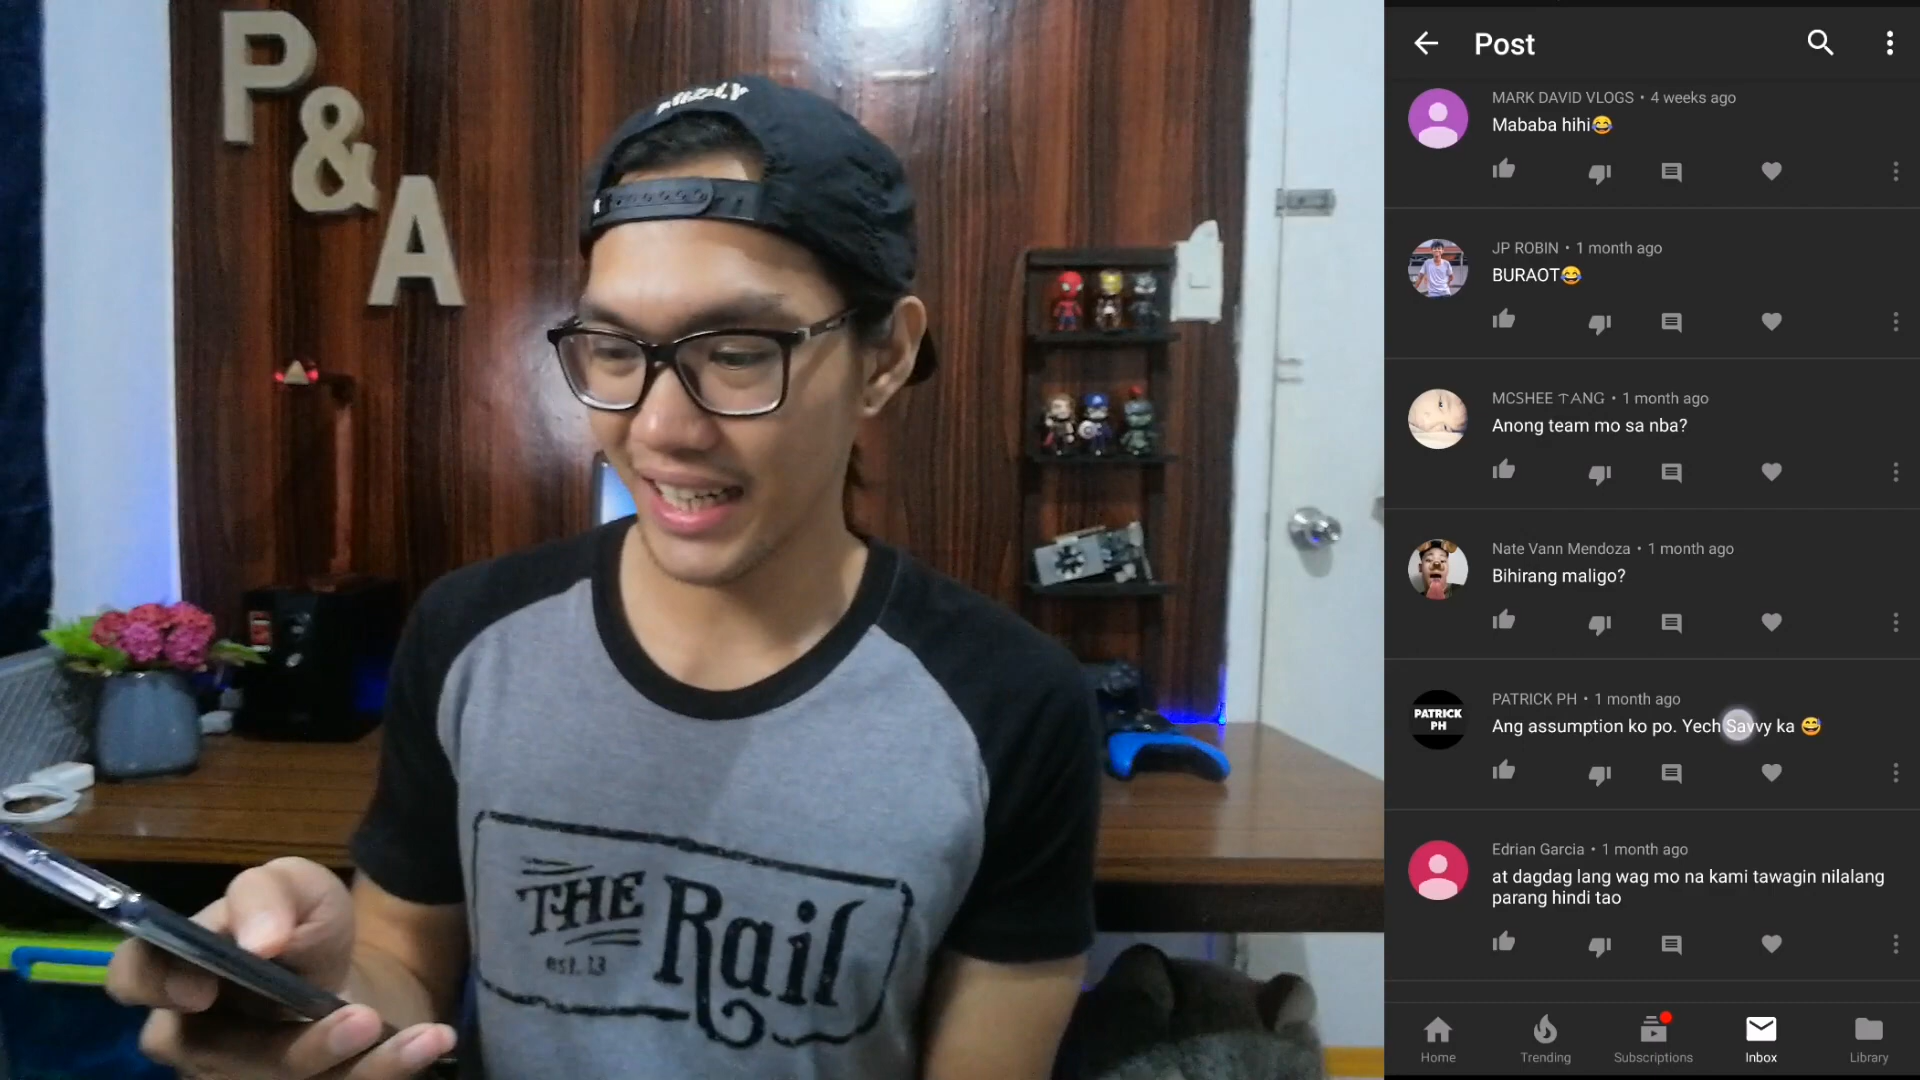 P
&
A
THE
Rail
est. 13
Post
MARK DAVID VLOGS • 4 weeks ago
Mababa hihi😂
JP ROBIN • 1 month ago
BURAOT😂
MCSHEE ↑ANG • 1 month ago
Anong team mo sa nba?
Nate Vann Mendoza • 1 month ago
Bihirang maligo?
PATRICK
PH
PATRICK PH • 1 month ago
Ang assumption ko po. Yech Savvy ka 😅
Edrian Garcia • 1 month ago
at dagdag lang wag mo na kami tawagin nilalang
parang hindi tao
Home
Trending
Subscriptions
Inbox
Library